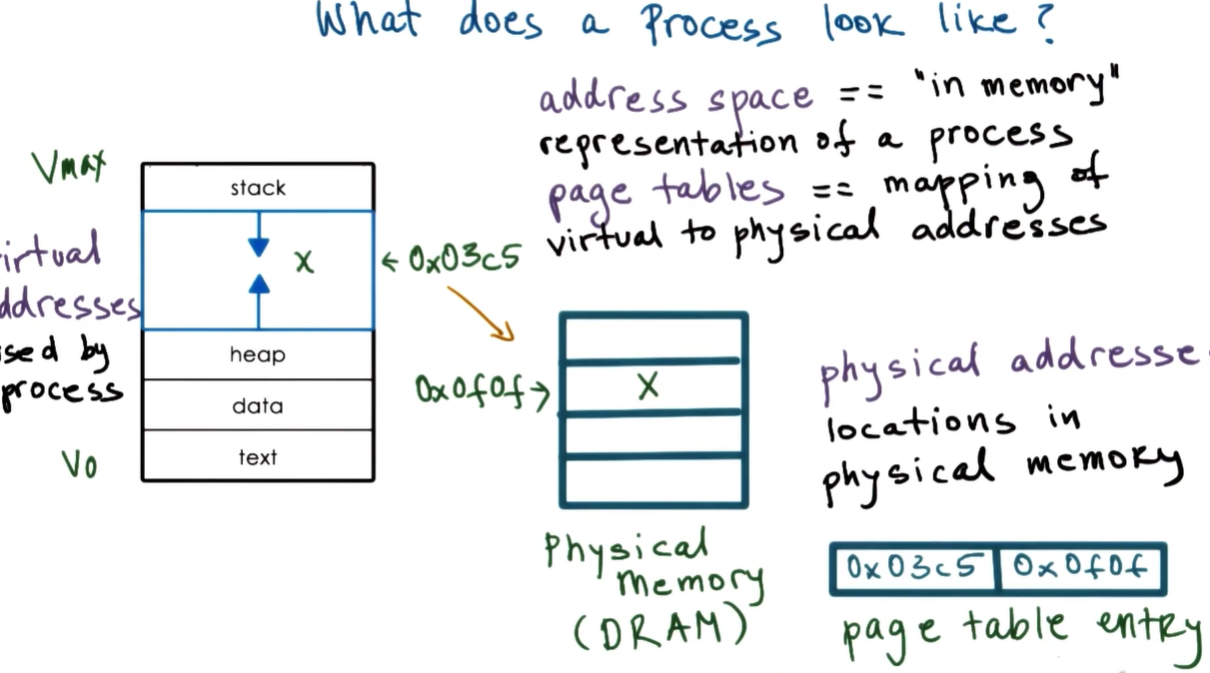 What does a Process look like?
address space == "in memory"
representation of a process
page tables == mapping of
virtual to physical addresses
Vmax
stack
irtual
ddresses
sed by
process
X
← 0x03c5
heap
data
text
V0
0x0f0f →
X
Physical
memory
(DRAM)
physical addresse
locations in
physical memory
0x03c5 0x0f0f
page table entry